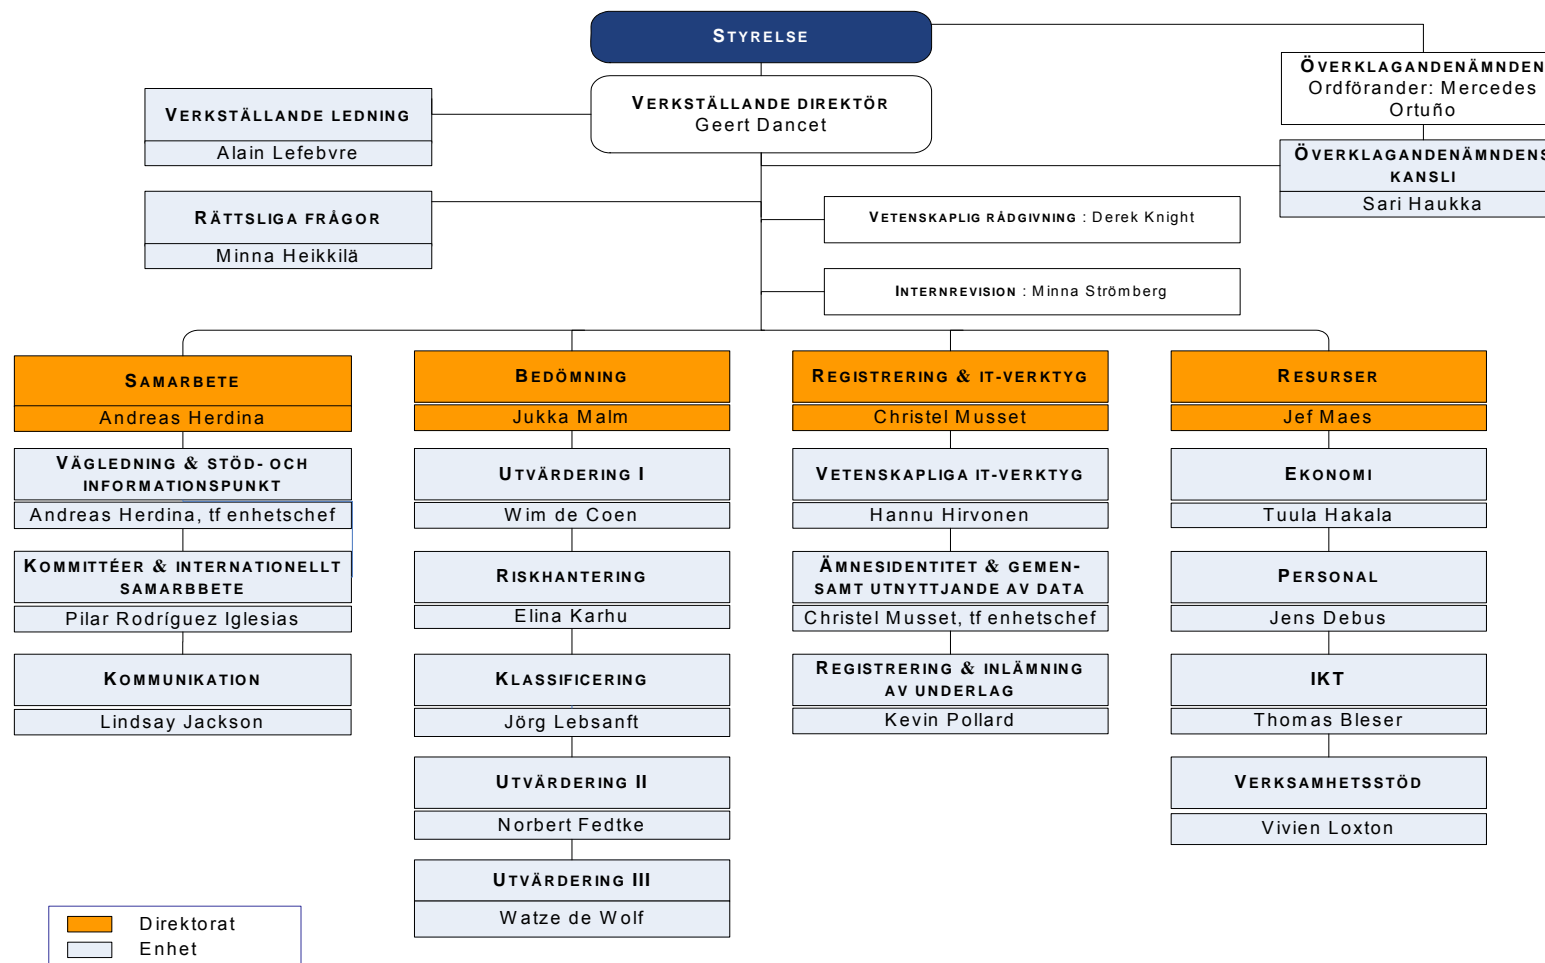 STYRELSE
VERKSTÄLLANDE DIREKTÖR
Geert Dancet
ÖVERKLAGANDENÄMNDEN
Ordförander: Mercedes
Ortuño
VERKSTÄLLANDE LEDNING
Alain Lefebvre
ÖVERKLAGANDENÄMNDENS
KANSLI
Sari Haukka
RÄTTSLIGA FRÅGOR
Minna Heikkilä
VETENSKAPLIG RÅDGIVNING : Derek Knight
INTERNREVISION : Minna Strömberg
SAMARBETE
Andreas Herdina
VÄGLEDNING & STÖD- OCH
INFORMATIONSPUNKT
Andreas Herdina, tf enhetschef
KOMMITTÉER & INTERNATIONELLT
SAMARBBETE
Pilar Rodríguez Iglesias
KOMMUNIKATION
Lindsay Jackson
BEDÖMNING
Jukka Malm
UTVÄRDERING I
Wim de Coen
RISKHANTERING
Elina Karhu
KLASSIFICERING
Jörg Lebsanft
UTVÄRDERING II
Norbert Fedtke
UTVÄRDERING III
Watze de Wolf
REGISTRERING & IT-VERKTYG
Christel Musset
VETENSKAPLIGA IT-VERKTYG
Hannu Hirvonen
ÄMNESIDENTITET & GEMEN-
SAMT UTNYTTJANDE AV DATA
Christel Musset, tf enhetschef
REGISTRERING & INLÄMNING
AV UNDERLAG
Kevin Pollard
RESURSER
Jef Maes
EKONOMI
Tuula Hakala
PERSONAL
Jens Debus
IKT
Thomas Bleser
VERKSAMHETSSTÖD
Vivien Loxton
Direktorat
Enhet